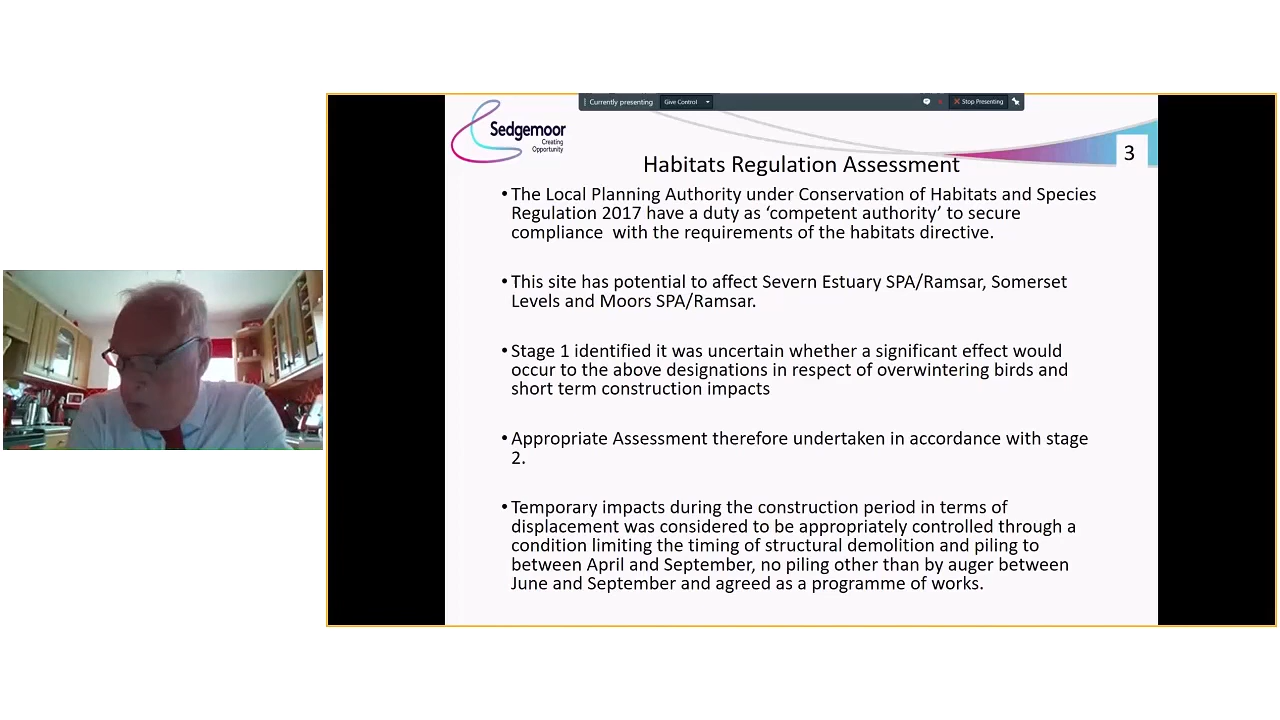 Currently presenting Give Control Stop Presenting
Sedgemoor
Creating
Opportunity
3
Habitats Regulation Assessment
• The Local Planning Authority under Conservation of Habitats and Species
Regulation 2017 have a duty as ‘competent authority’ to secure
compliance with the requirements of the habitats directive.
• This site has potential to affect Severn Estuary SPA/Ramsar, Somerset
Levels and Moors SPA/Ramsar.
• Stage 1 identified it was uncertain whether a significant effect would
occur to the above designations in respect of overwintering birds and
short term construction impacts
• Appropriate Assessment therefore undertaken in accordance with stage
2.
• Temporary impacts during the construction period in terms of
displacement was considered to be appropriately controlled through a
condition limiting the timing of structural demolition and piling to
between April and September, no piling other than by auger between
June and September and agreed as a programme of works.